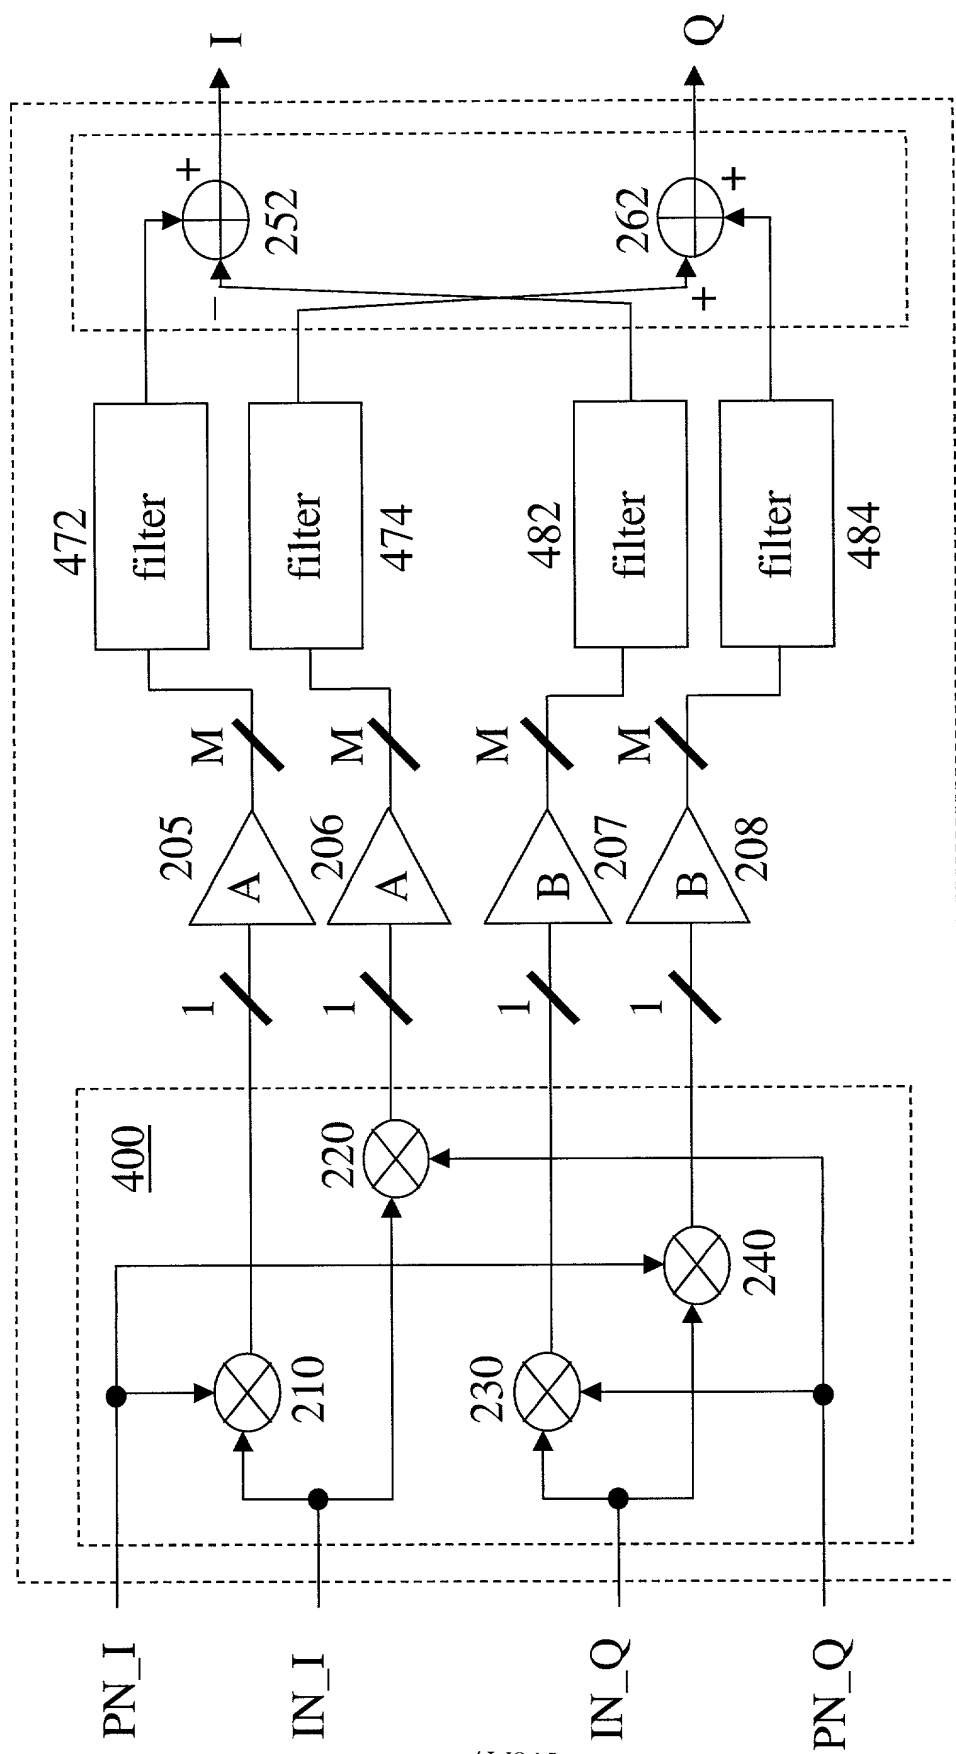 PN_I
IN_I
IN_Q
PN_Q
400
210
220
230
240
1
1
1
1
205
A
206
A
207
B
208
B
M
M
M
M
472
filter
474
filter
482
filter
484
filter
+
−
252
262
+
+
I
Q